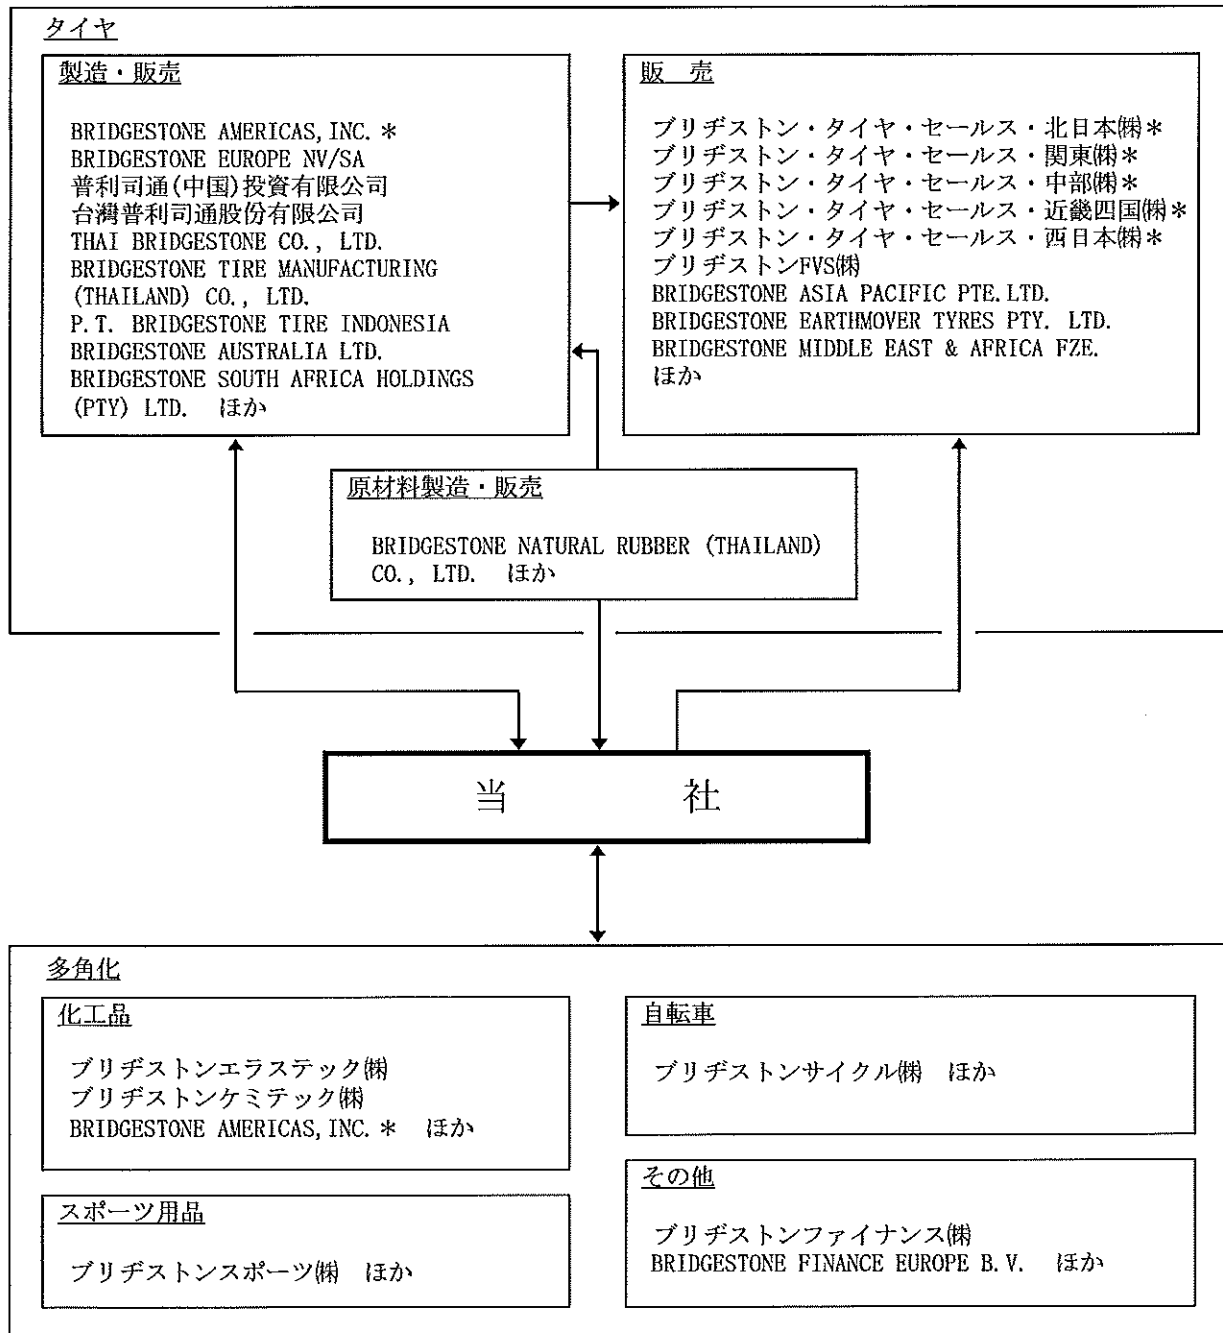 タイヤ
製造・販売
BRIDGESTONE AMERICAS, INC. *
BRIDGESTONE EUROPE NV/SA
普利司通(中国)投資有限公司
台灣普利司通股份有限公司
THAI BRIDGESTONE CO., LTD.
BRIDGESTONE TIRE MANUFACTURING
(THAILAND) CO., LTD.
P.T. BRIDGESTONE TIRE INDONESIA
BRIDGESTONE AUSTRALIA LTD.
BRIDGESTONE SOUTH AFRICA HOLDINGS
(PTY) LTD. ほか
販 売
ブリヂストン・タイヤ・セールス・北日本㈱*
ブリヂストン・タイヤ・セールス・関東㈱*
ブリヂストン・タイヤ・セールス・中部㈱*
ブリヂストン・タイヤ・セールス・近畿四国㈱*
ブリヂストン・タイヤ・セールス・西日本㈱*
ブリヂストンFVS㈱
BRIDGESTONE ASIA PACIFIC PTE. LTD.
BRIDGESTONE EARTHMOVER TYRES PTY. LTD.
BRIDGESTONE MIDDLE EAST & AFRICA FZE.
ほか
原材料製造・販売
BRIDGESTONE NATURAL RUBBER (THAILAND)
CO., LTD. ほか
当 社
多角化
化工品
ブリヂストンエラステック㈱
ブリヂストンケミテック㈱
BRIDGESTONE AMERICAS, INC. * ほか
自転車
ブリヂストンサイクル㈱ ほか
スポーツ用品
ブリヂストンスポーツ㈱ ほか
その他
ブリヂストンファイナンス㈱
BRIDGESTONE FINANCE EUROPE B.V. ほか